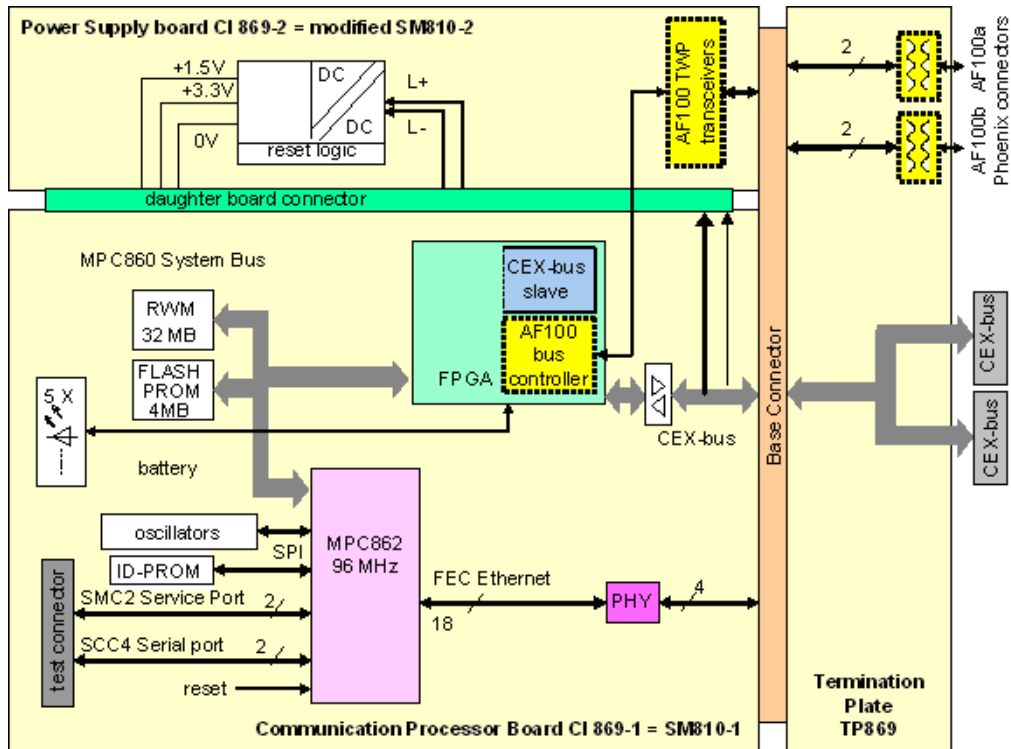 Power Supply board CI 869-2 = modified SM810-2
+1.5V
+3.3V
0V
DC
DC
reset logic
L+
L-
AF100 TWP
transceivers
2
2
AF100a
AF100b
Phoenix connectors
daughter board connector
MPC860 System Bus
RWM
32 MB
FLASH
PROM
4MB
5 X
battery
CEX-bus
slave
AF100
bus
controller
FPGA
CEX-bus
Base Connector
CEX-bus
CEX-bus
oscillators
SPI
ID-PROM
MPC862
96 MHz
test connector
SMC2 Service Port
2
SCC4 Serial port
2
reset
FEC Ethernet
18
PHY
4
Communication Processor Board CI 869-1 = SM810-1
Termination
Plate
TP869